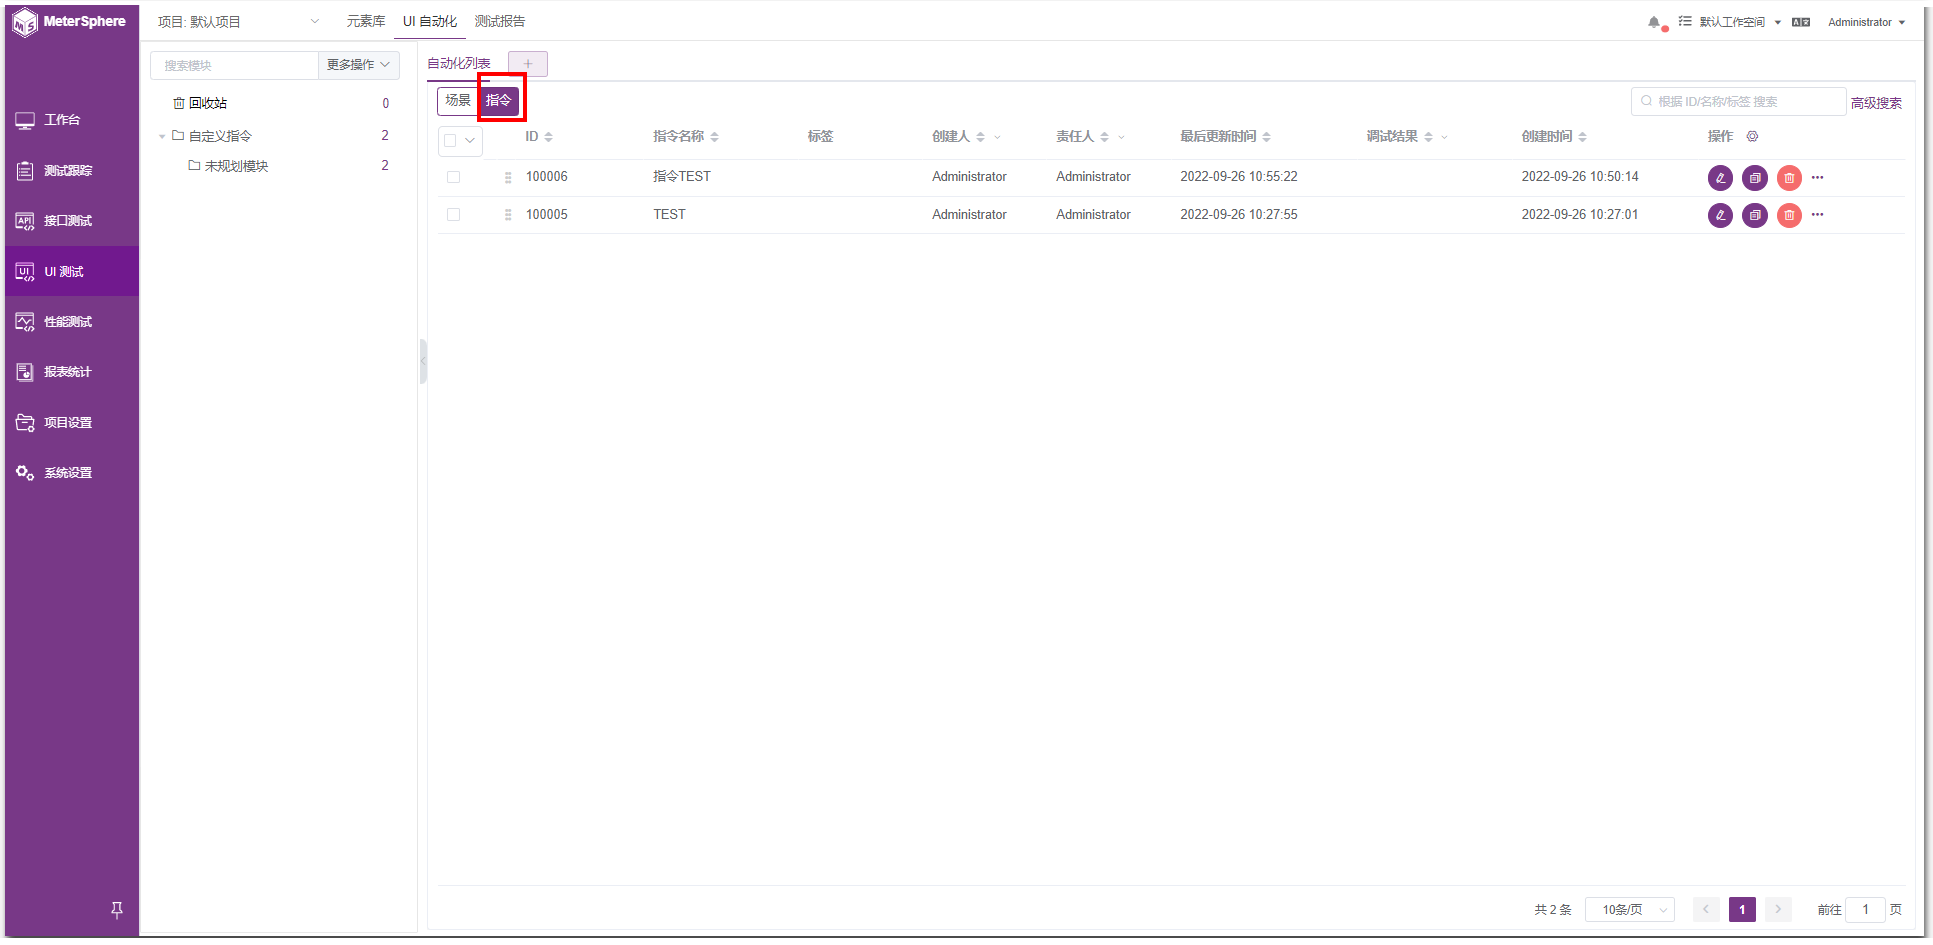 MeterSphere
项目: 默认项目
元素库 UI 自动化 测试报告
默认工作空间
Administrator
工作台
测试跟踪
接口测试
UI 测试
性能测试
报表统计
项目设置
系统设置
搜索模块 更多操作
回收站 0
自定义指令 2
未规划模块 2
自动化列表 +
场景 指令
根据 ID/名称/标签 搜索 高级搜索
ID 指令名称 标签 创建人 责任人 最后更新时间 调试结果 创建时间 操作
100006 指令TEST Administrator Administrator 2022-09-26 10:55:22 2022-09-26 10:50:14
100005 TEST Administrator Administrator 2022-09-26 10:27:55 2022-09-26 10:27:01
共 2 条 10条/页 1 前往 1 页